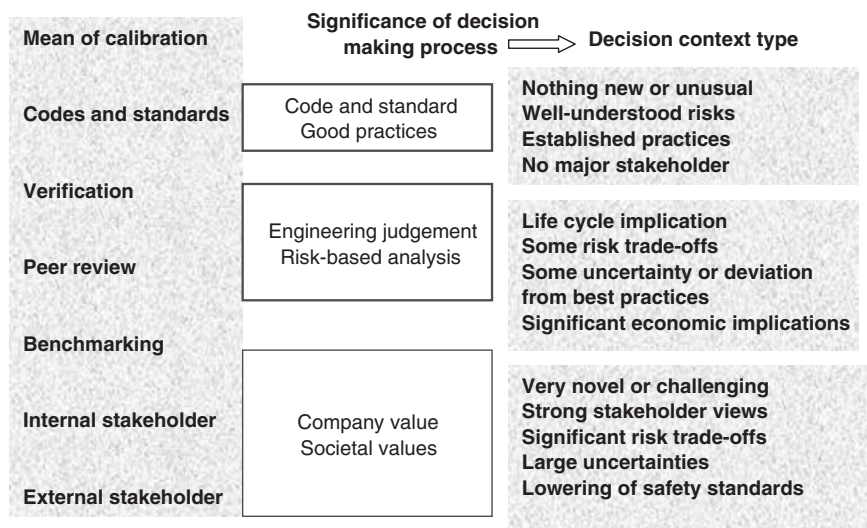 Mean of calibration
Codes and standards
Verification
Peer review
Benchmarking
Internal stakeholder
External stakeholder
Significance of decision
making process
Code and standard
Good practices
Engineering judgement
Risk-based analysis
Company value
Societal values
Decision context type
Nothing new or unusual
Well-understood risks
Established practices
No major stakeholder
Life cycle implication
Some risk trade-offs
Some uncertainty or deviation
from best practices
Significant economic implications
Very novel or challenging
Strong stakeholder views
Significant risk trade-offs
Large uncertainties
Lowering of safety standards